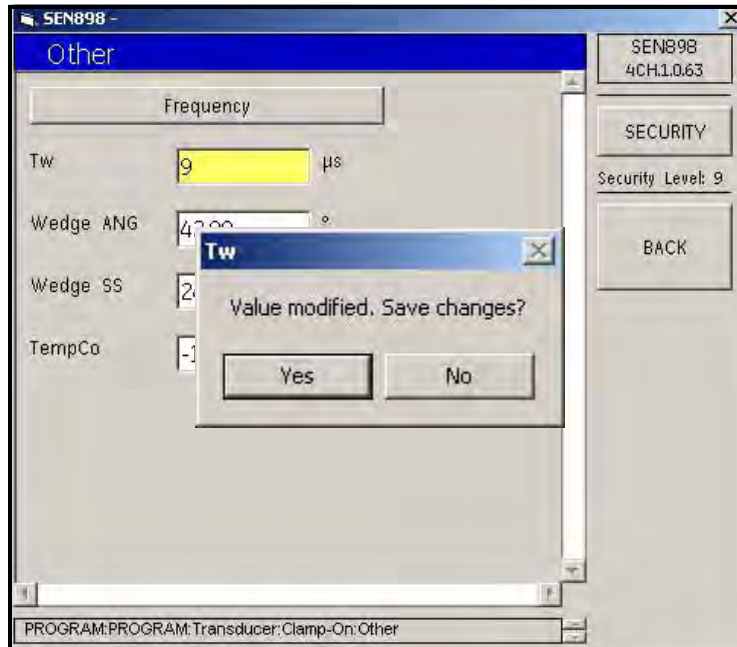 SEN898 -
Other
SEN898
4CH.1.0.63
Frequency
SECURITY
Tw
9
µs
Security Level: 9
Wedge ANG
°
BACK
Tw
Wedge SS
Value modified. Save changes?
TempCo
Yes
No
PROGRAM:PROGRAM:Transducer:Clamp-On:Other